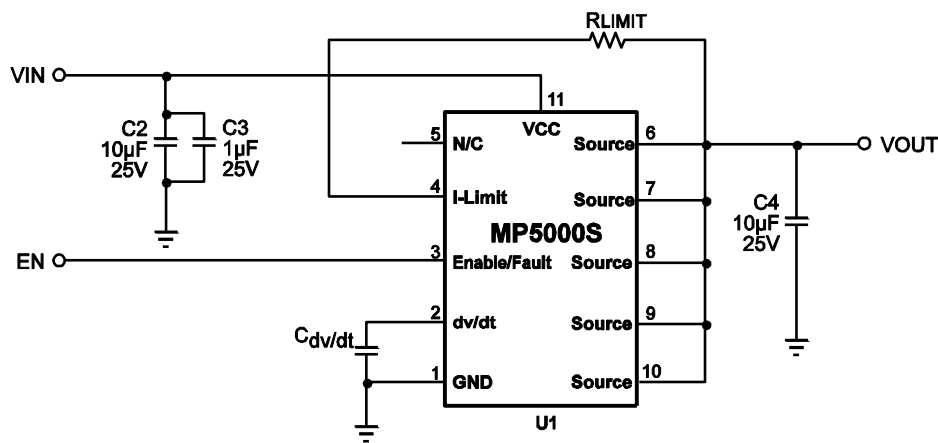 RLIMIT
VIN
11
VCC
C2
10µF
25V
C3
1µF
25V
5
N/C
Source
6
VOUT
4
I-Limit
Source
7
C4
10µF
25V
MP5000S
EN
3
Enable/Fault
Source
8
2
dv/dt
Source
9
Cdv/dt
1
GND
Source
10
U1